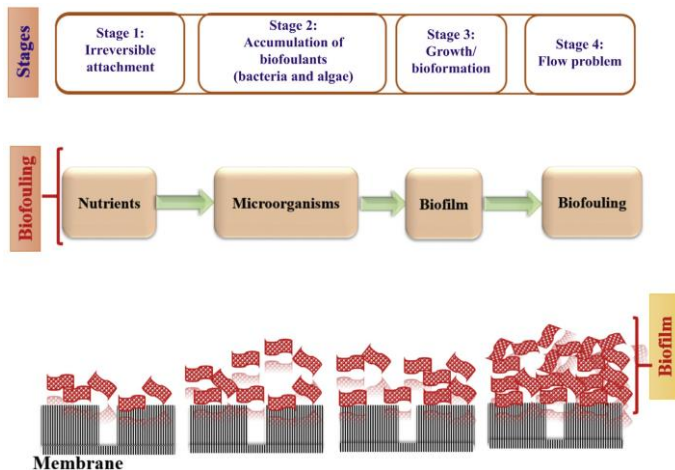 Stages
Stage 1:
Irreversible
attachment
Stage 2:
Accumulation of
biofoulants
(bacteria and algae)
Stage 3:
Growth/
bioformation
Stage 4:
Flow problem
Biofouling
Nutrients
Microorganisms
Biofilm
Biofouling
Biofilm
Membrane